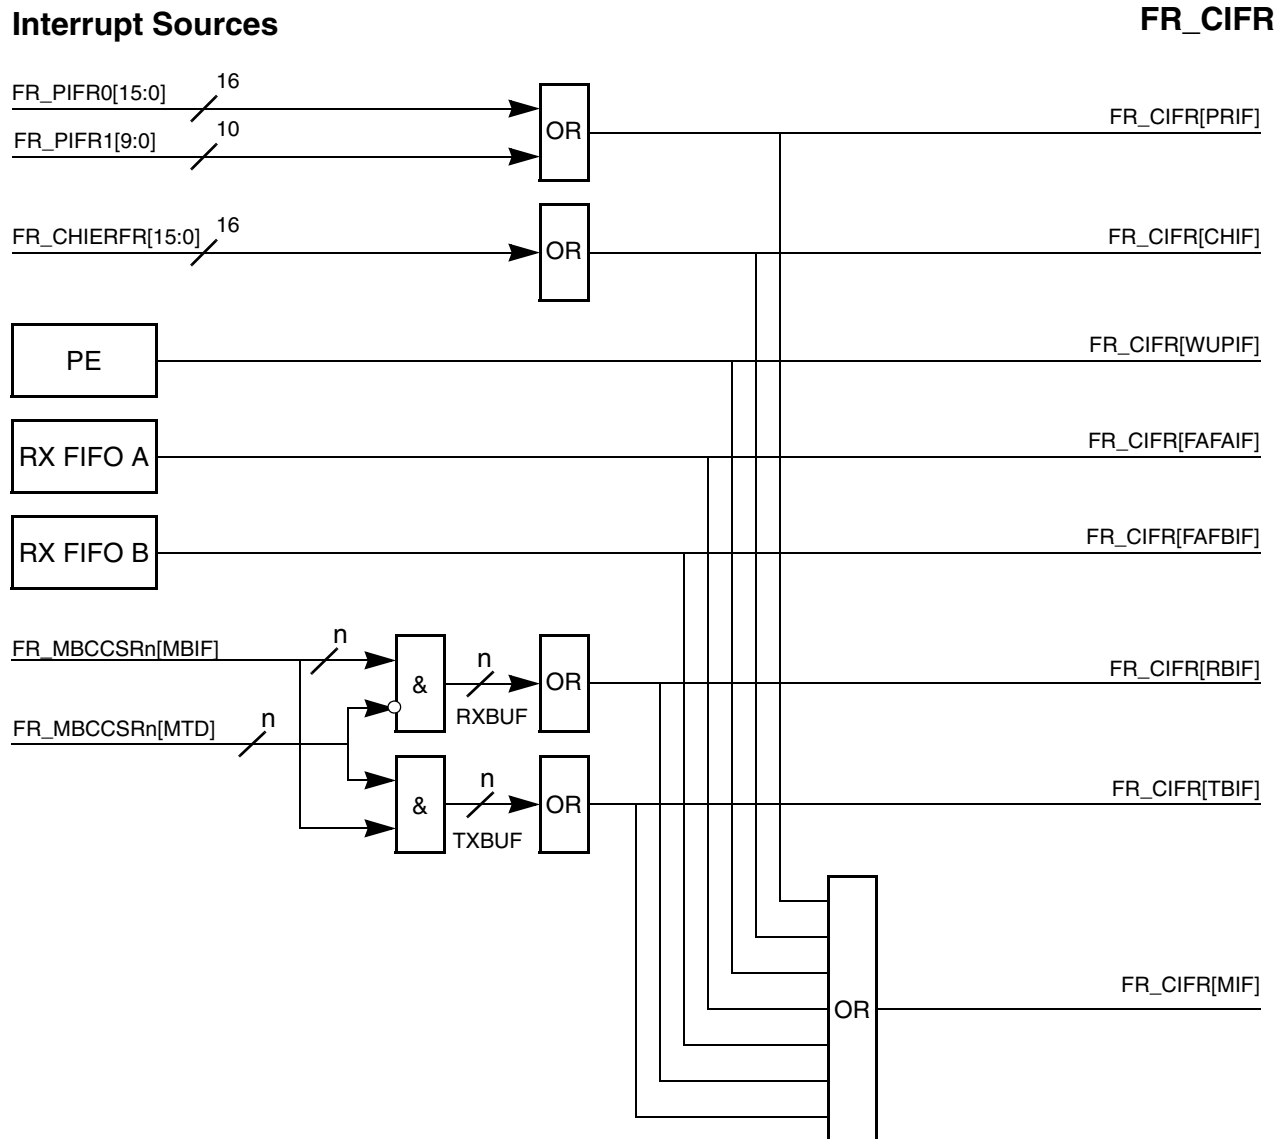 Interrupt Sources
FR_CIFR
FR_PIFR0[15:0]
16
OR
FR_CIFR[PRIF]
FR_PIFR1[9:0]
10
FR_CHIERFR[15:0]
16
OR
FR_CIFR[CHIF]
PE
FR_CIFR[WUPIF]
RX FIFO A
FR_CIFR[FAFAIF]
RX FIFO B
FR_CIFR[FAFBIF]
FR_MBCCSRn[MBIF]
n
&
n
RXBUF
OR
FR_CIFR[RBIF]
FR_MBCCSRn[MTD]
n
&
n
TXBUF
OR
FR_CIFR[TBIF]
OR
FR_CIFR[MIF]